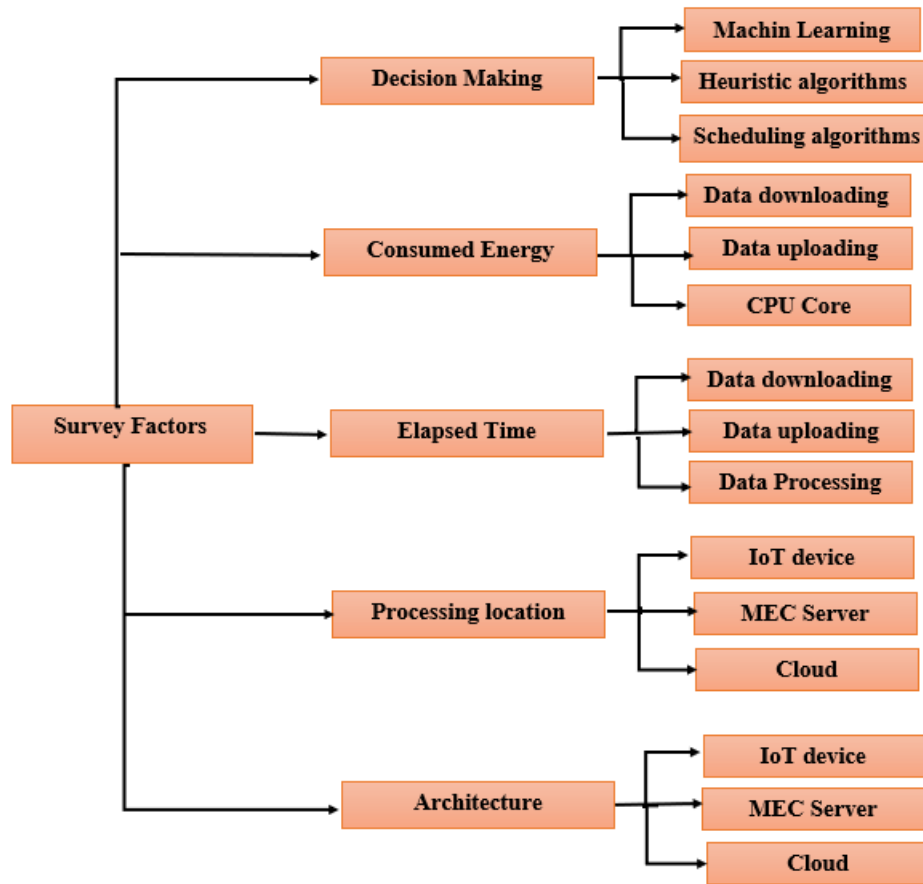 Survey Factors
Decision Making
Machin Learning
Heuristic algorithms
Scheduling algorithms
Consumed Energy
Data downloading
Data uploading
CPU Core
Elapsed Time
Data downloading
Data uploading
Data Processing
Processing location
IoT device
MEC Server
Cloud
Architecture
IoT device
MEC Server
Cloud